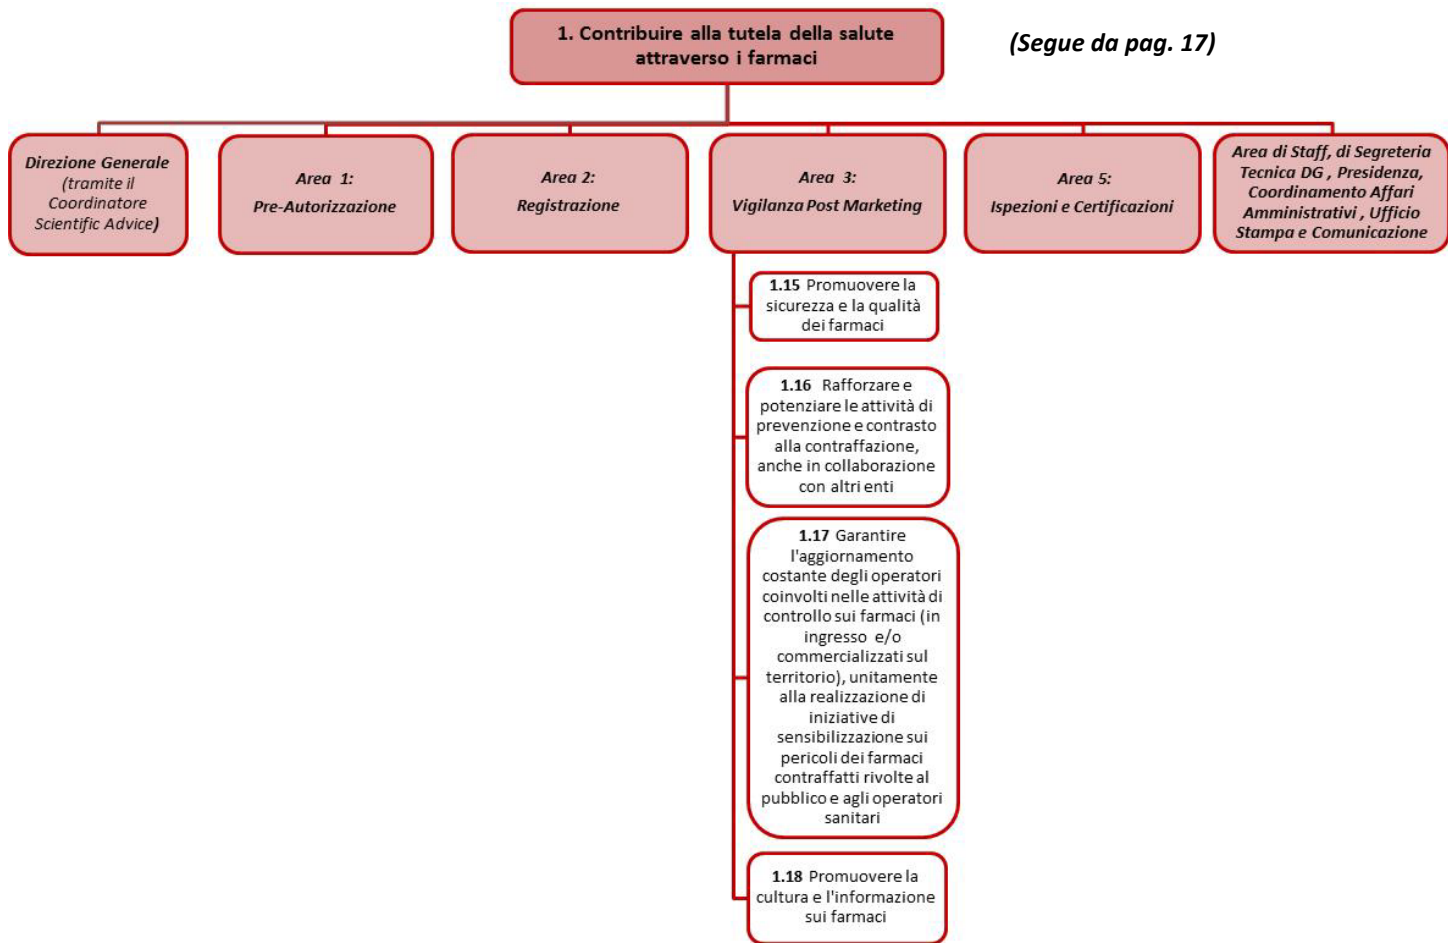 1. Contribuire alla tutela della salute
attraverso i farmaci
(Segue da pag. 17)
Direzione Generale
(tramite il
Coordinatore
Scientific Advice)
Area 1:
Pre-Autorizzazione
Area 2:
Registrazione
Area 3:
Vigilanza Post Marketing
Area 5:
Ispezioni e Certificazioni
Area di Staff, di Segreteria
Tecnica DG , Presidenza,
Coordinamento Affari
Amministrativi , Ufficio
Stampa e Comunicazione
1.15 Promuovere la
sicurezza e la qualità
dei farmaci
1.16 Rafforzare e
potenziare le attività di
prevenzione e contrasto
alla contraffazione,
anche in collaborazione
con altri enti
1.17 Garantire
l'aggiornamento
costante degli operatori
coinvolti nelle attività di
controllo sui farmaci (in
ingresso e/o
commercializzati sul
territorio), unitamente
alla realizzazione di
iniziative di
sensibilizzazione sui
pericoli dei farmaci
contraffatti rivolte al
pubblico e agli operatori
sanitari
1.18 Promuovere la
cultura e l'informazione
sui farmaci